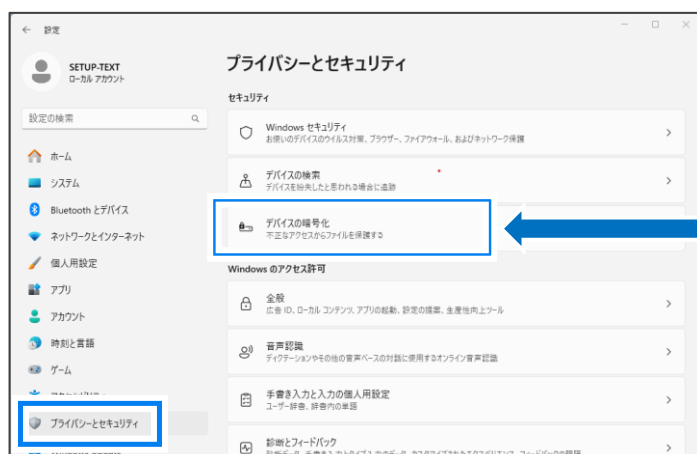 設定
SETUP-TEXT
ローカル アカウント
設定の検索
ホーム
システム
Bluetooth とデバイス
ネットワークとインターネット
個人用設定
アプリ
アカウント
時刻と言語
ゲーム
プライバシーとセキュリティ
プライバシーとセキュリティ
セキュリティ
Windows セキュリティ
お使いのデバイスのウイルス対策、ブラウザー、ファイアウォール、およびネットワーク保護
デバイスの検索
デバイスを紛失したと思われる場合に追跡
デバイスの暗号化
不正なアクセスからファイルを保護する
Windows のアクセス許可
全般
広告 ID、ローカル コンテンツ、アプリの起動、設定の提案、生産性向上ツール
音声認識
ディクテーションやその他の音声ベースの対話に使用するオンライン音声認識
手書き入力と入力の個人用設定
ユーザー辞書、辞書内の単語
診断とフィードバック